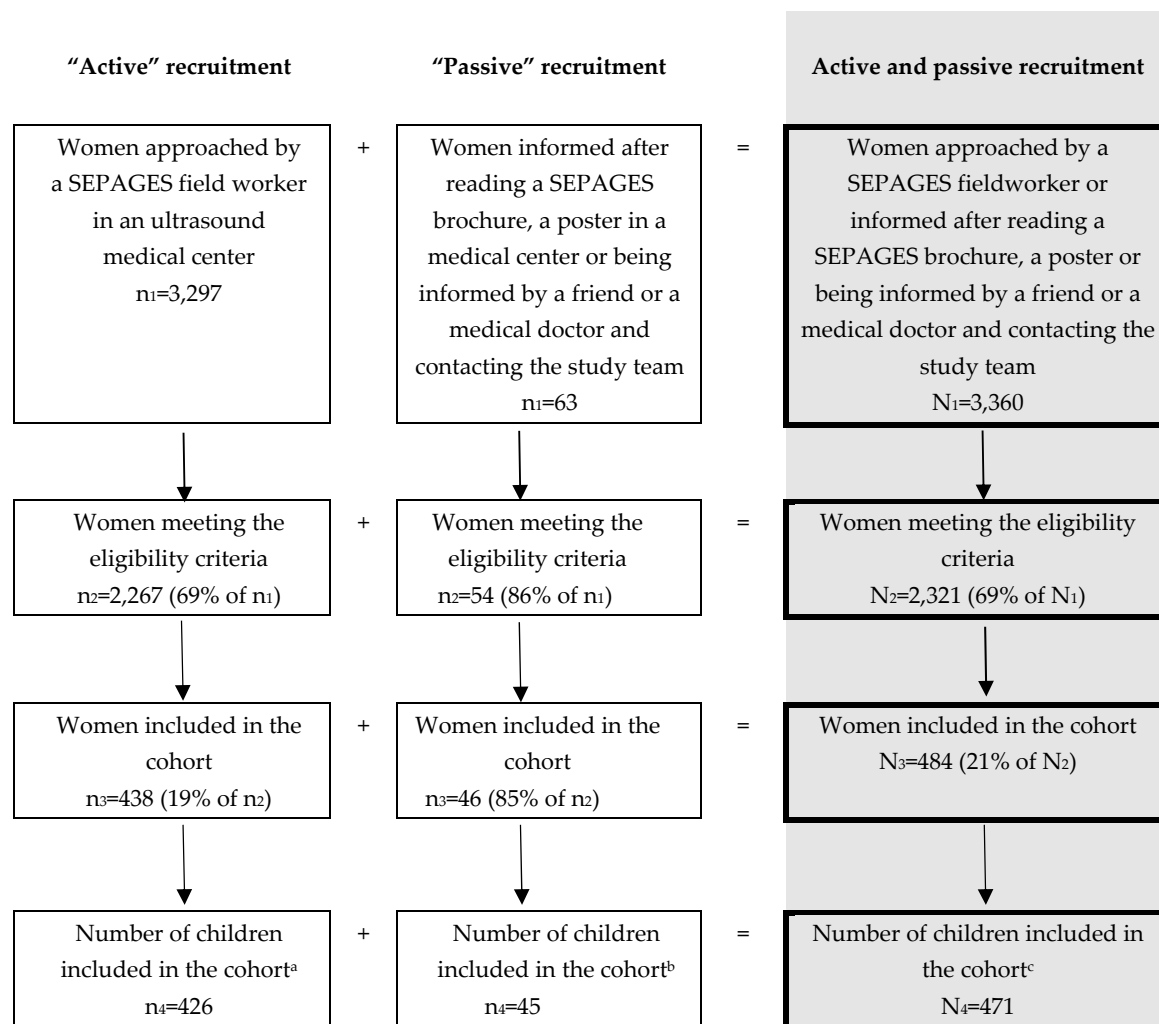 “Active” recruitment
“Passive” recruitment
Active and passive recruitment
Women approached by
a SEPAGES field worker
in an ultrasound
medical center
n₁=3,297
+
Women informed after
reading a SEPAGES
brochure, a poster in a
medical center or being
informed by a friend or a
medical doctor and
contacting the study team
n₁=63
=
Women approached by a
SEPAGES fieldworker or
informed after reading a
SEPAGES brochure, a poster or
being informed by a friend or a
medical doctor and contacting the
study team
N₁=3,360
Women meeting the
eligibility criteria
n₂=2,267 (69% of n₁)
+
Women meeting the
eligibility criteria
n₂=54 (86% of n₁)
=
Women meeting the eligibility
criteria
N₂=2,321 (69% of N₁)
Women included in the
cohort
n₃=438 (19% of n₂)
+
Women included in the
cohort
n₃=46 (85% of n₂)
=
Women included in the cohort
N₃=484 (21% of N₂)
Number of children
included in the cohortᵃ
n₄=426
+
Number of children
included in the cohortᵇ
n₄=45
=
Number of children included in
the cohortᶜ
N₄=471